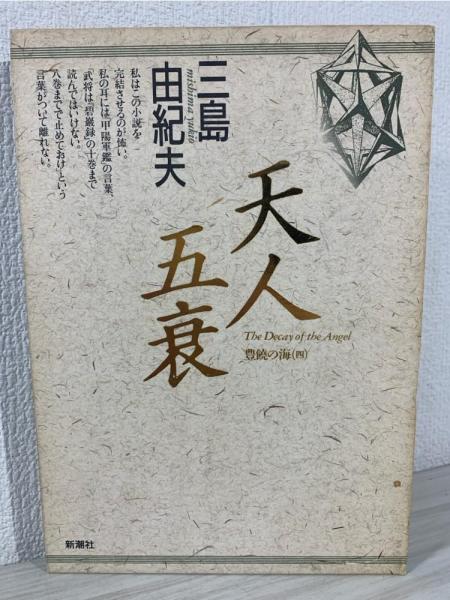 三島
由紀夫
mishima yukio
私はこの小説を
完結させるのが怖い。
私の耳には「甲陽軍鑑」の言葉、
「武将は『碧巌録』の十巻まで
読んではいけない。
八巻までで止めておけ」という
言葉がついて離れない。
天人
五衰
The Decay of the Angel
豊饒の海(四)
新潮社